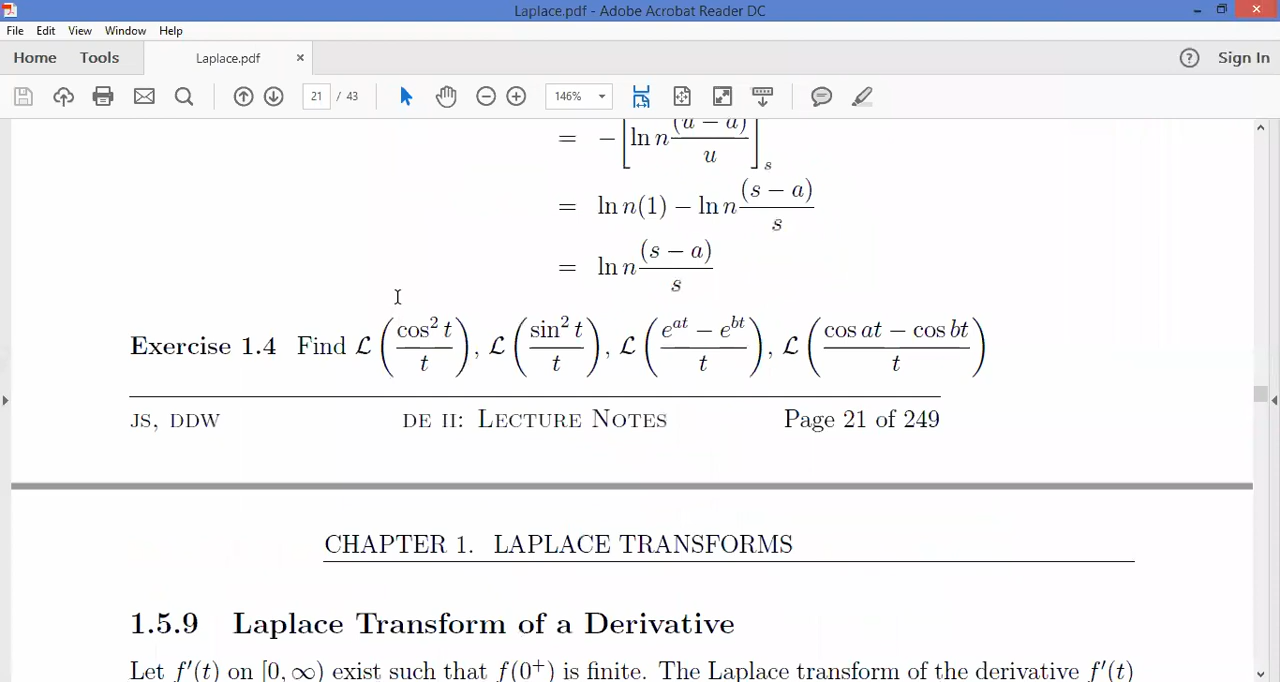 Laplace.pdf - Adobe Acrobat Reader DC
File Edit View Window Help
Home Tools Laplace.pdf × Sign In
21 / 43 146%
= −[ln n (u − a)/u]_s
= ln n(1) − ln n (s − a)/s
= ln n (s − a)/s
Exercise 1.4 Find ℒ(cos² t / t), ℒ(sin² t / t), ℒ((e^{at} − e^{bt}) / t), ℒ((cos at − cos bt) / t)
JS, DDW DE II: LECTURE NOTES Page 21 of 249
CHAPTER 1. LAPLACE TRANSFORMS
1.5.9 Laplace Transform of a Derivative
Let f′(t) on [0, ∞) exist such that f(0⁺) is finite. The Laplace transform of the derivative f′(t)